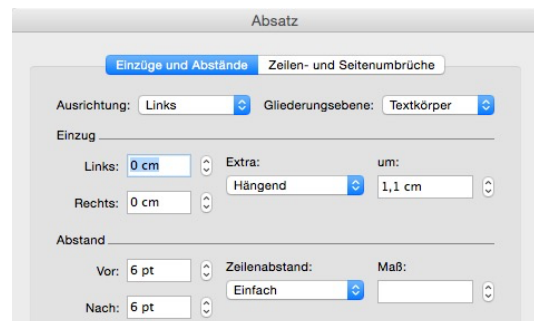 Absatz
Einzüge und Abstände Zeilen- und Seitenumbrüche
Ausrichtung: Links Gliederungsebene: Textkörper
Einzug
Links: 0 cm Extra: um:
Hängend 1,1 cm
Rechts: 0 cm
Abstand
Vor: 6 pt Zeilenabstand: Maß:
Einfach
Nach: 6 pt